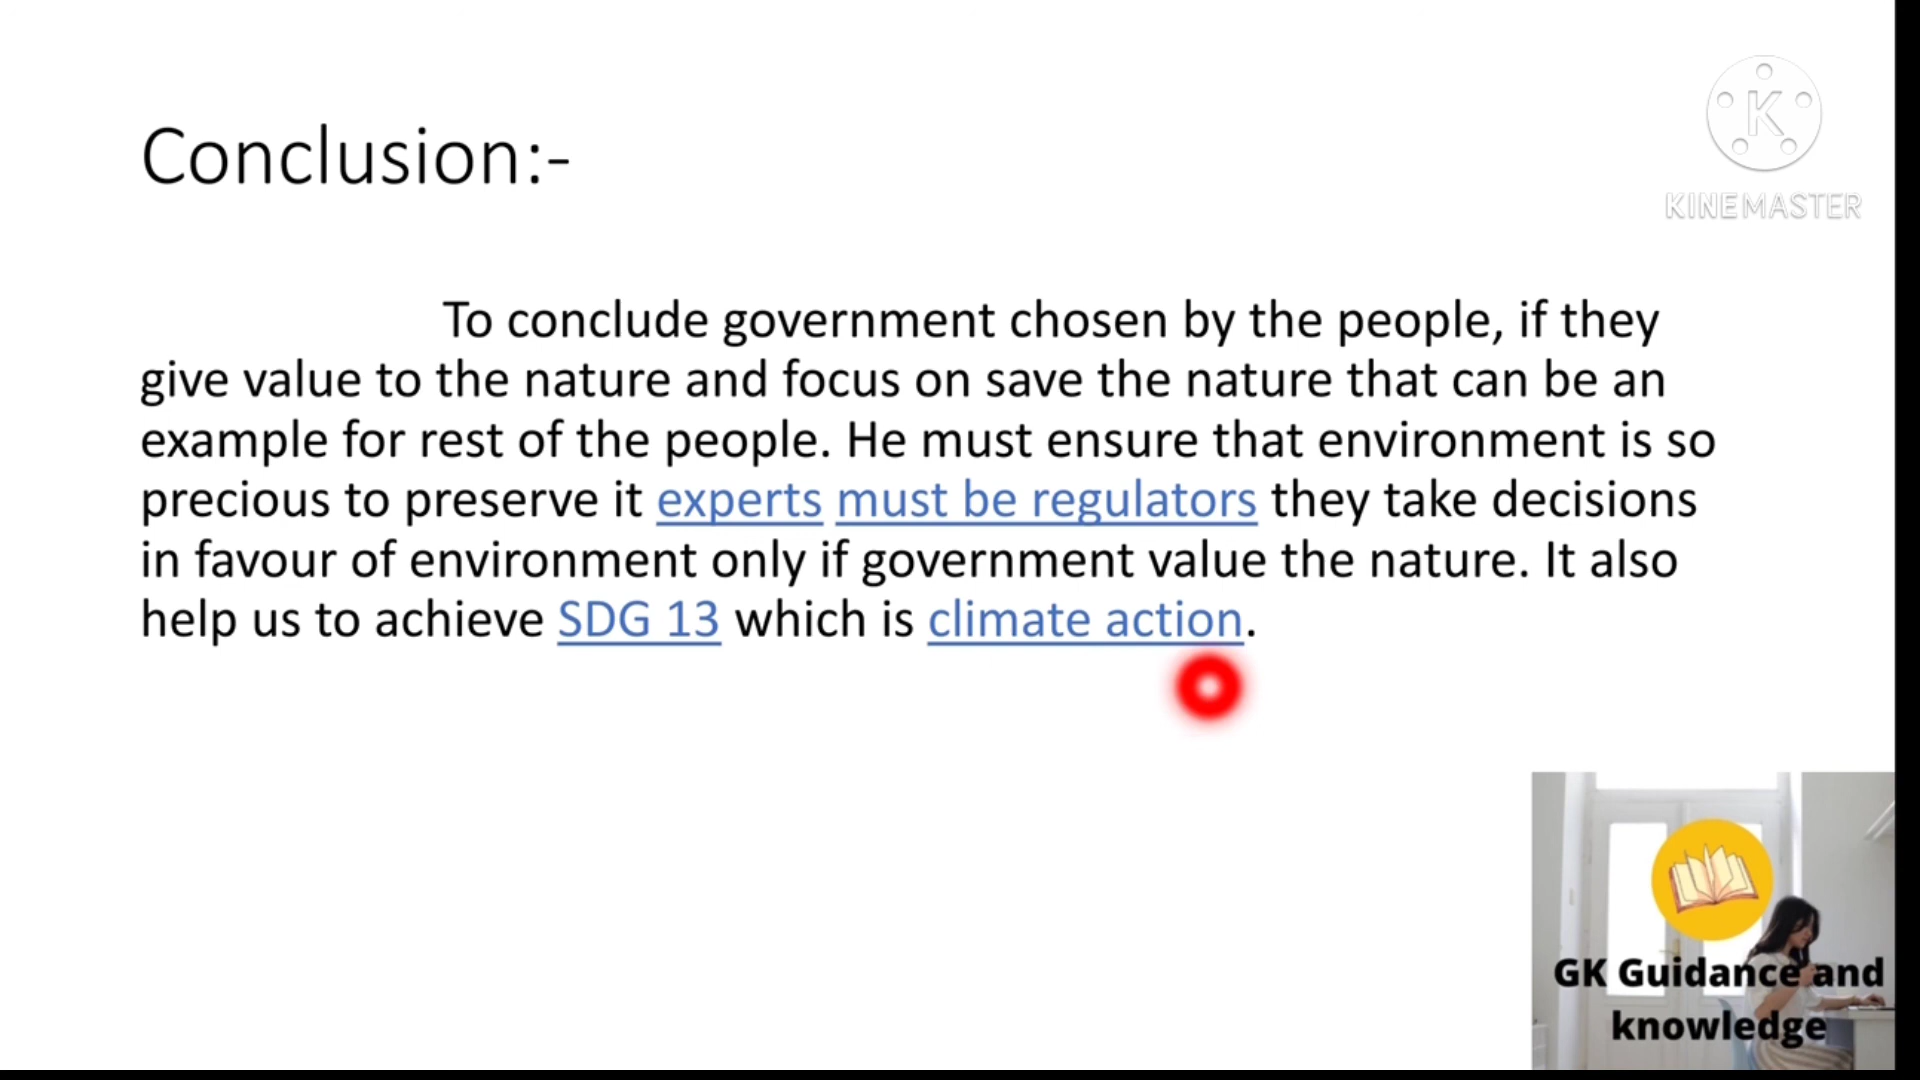 K
KINEMASTER
Conclusion:-
To conclude government chosen by the people, if they
give value to the nature and focus on save the nature that can be an
example for rest of the people. He must ensure that environment is so
precious to preserve it experts must be regulators they take decisions
in favour of environment only if government value the nature. It also
help us to achieve SDG 13 which is climate action.
GK Guidance and
knowledge